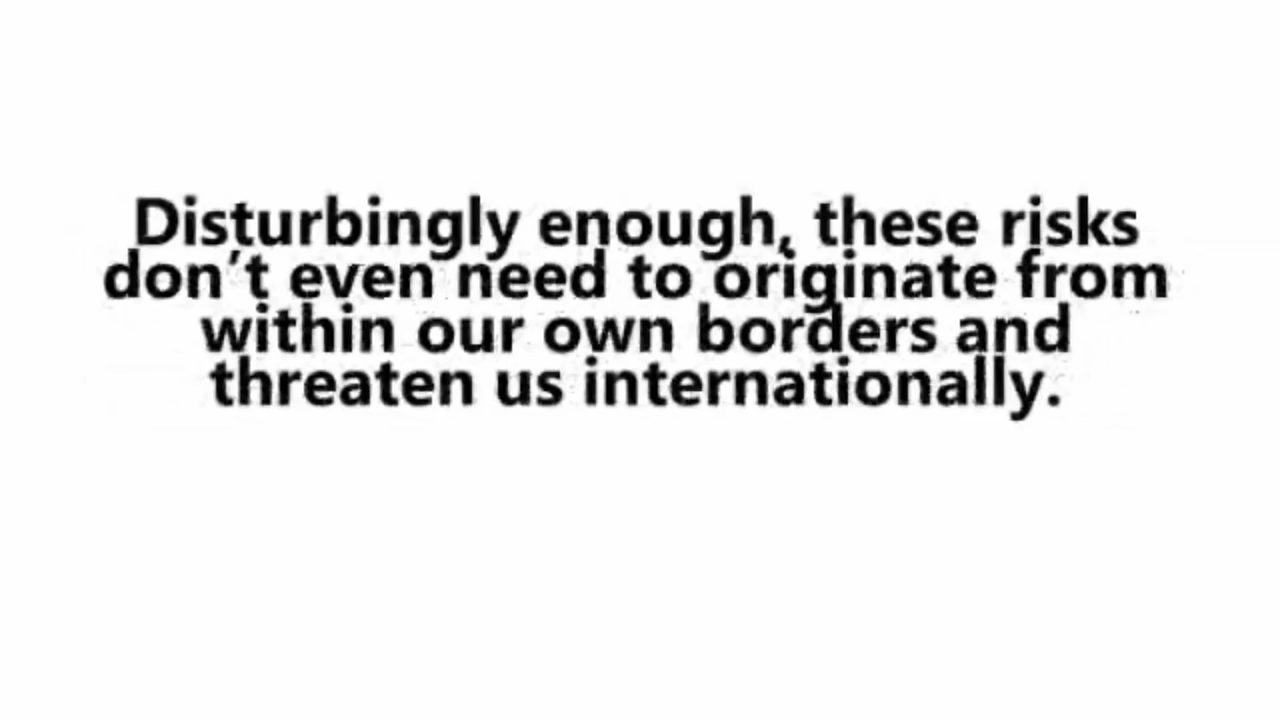 Disturbingly enough, these risks
don’t even need to originate from
within our own borders and
threaten us internationally.